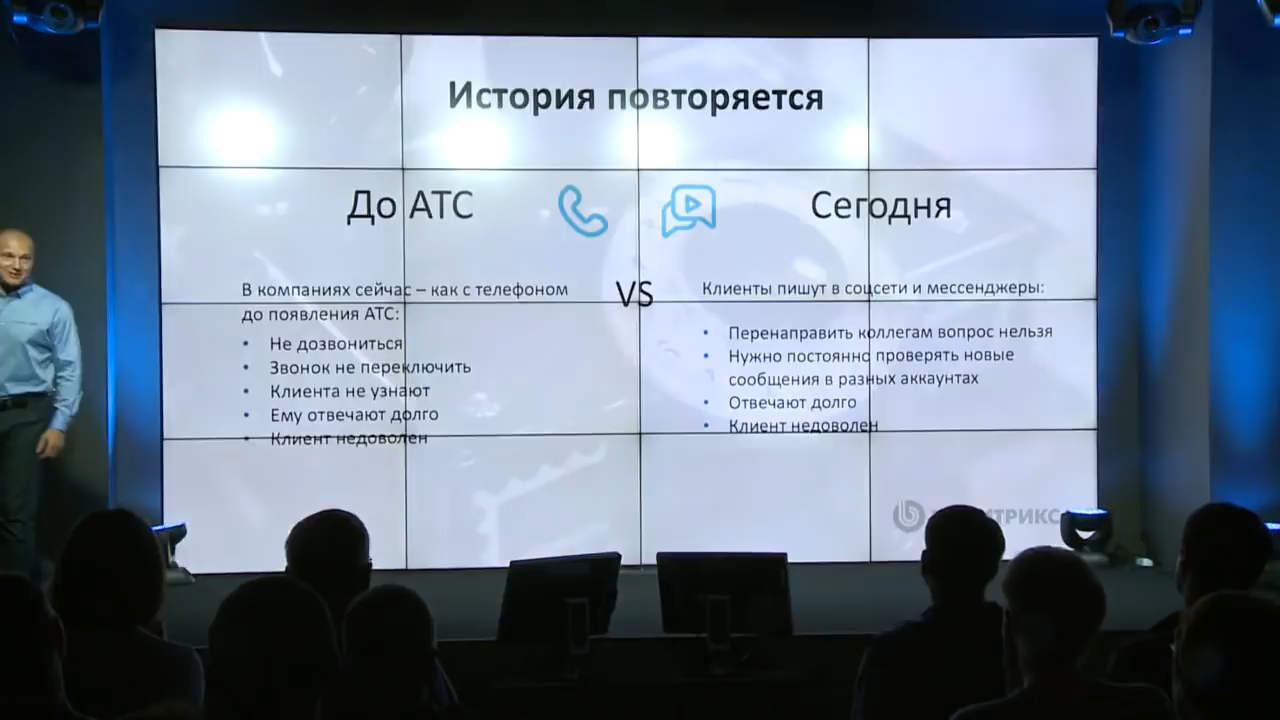 История повторяется
До АТС
Сегодня
VS
В компаниях сейчас – как с телефоном
до появления АТС:
• Не дозвониться
• Звонок не переключить
• Клиента не узнают
• Ему отвечают долго
• Клиент недоволен
Клиенты пишут в соцсети и мессенджеры:
• Перенаправить коллегам вопрос нельзя
• Нужно постоянно проверять новые
сообщения в разных аккаунтах
• Отвечают долго
• Клиент недоволен